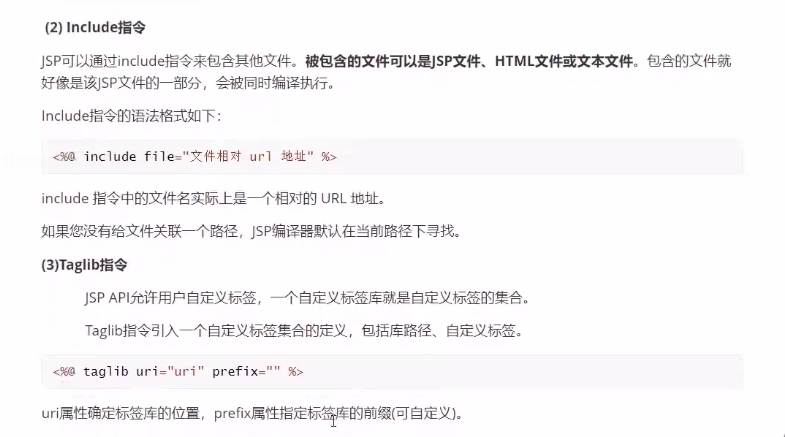 (2) Include指令
JSP可以通过include指令来包含其他文件。被包含的文件可以是JSP文件、HTML文件或文本文件。包含的文件就
好像是该JSP文件的一部分，会被同时编译执行。
Include指令的语法格式如下：
<%@ include file="文件相对 url 地址" %>
include 指令中的文件名实际上是一个相对的 URL 地址。
如果您没有给文件关联一个路径，JSP编译器默认在当前路径下寻找。
(3)Taglib指令
JSP API允许用户自定义标签，一个自定义标签库就是自定义标签的集合。
Taglib指令引入一个自定义标签集合的定义，包括库路径、自定义标签。
<%@ taglib uri="uri" prefix="" %>
uri属性确定标签库的位置，prefix属性指定标签库的前缀(可自定义)。